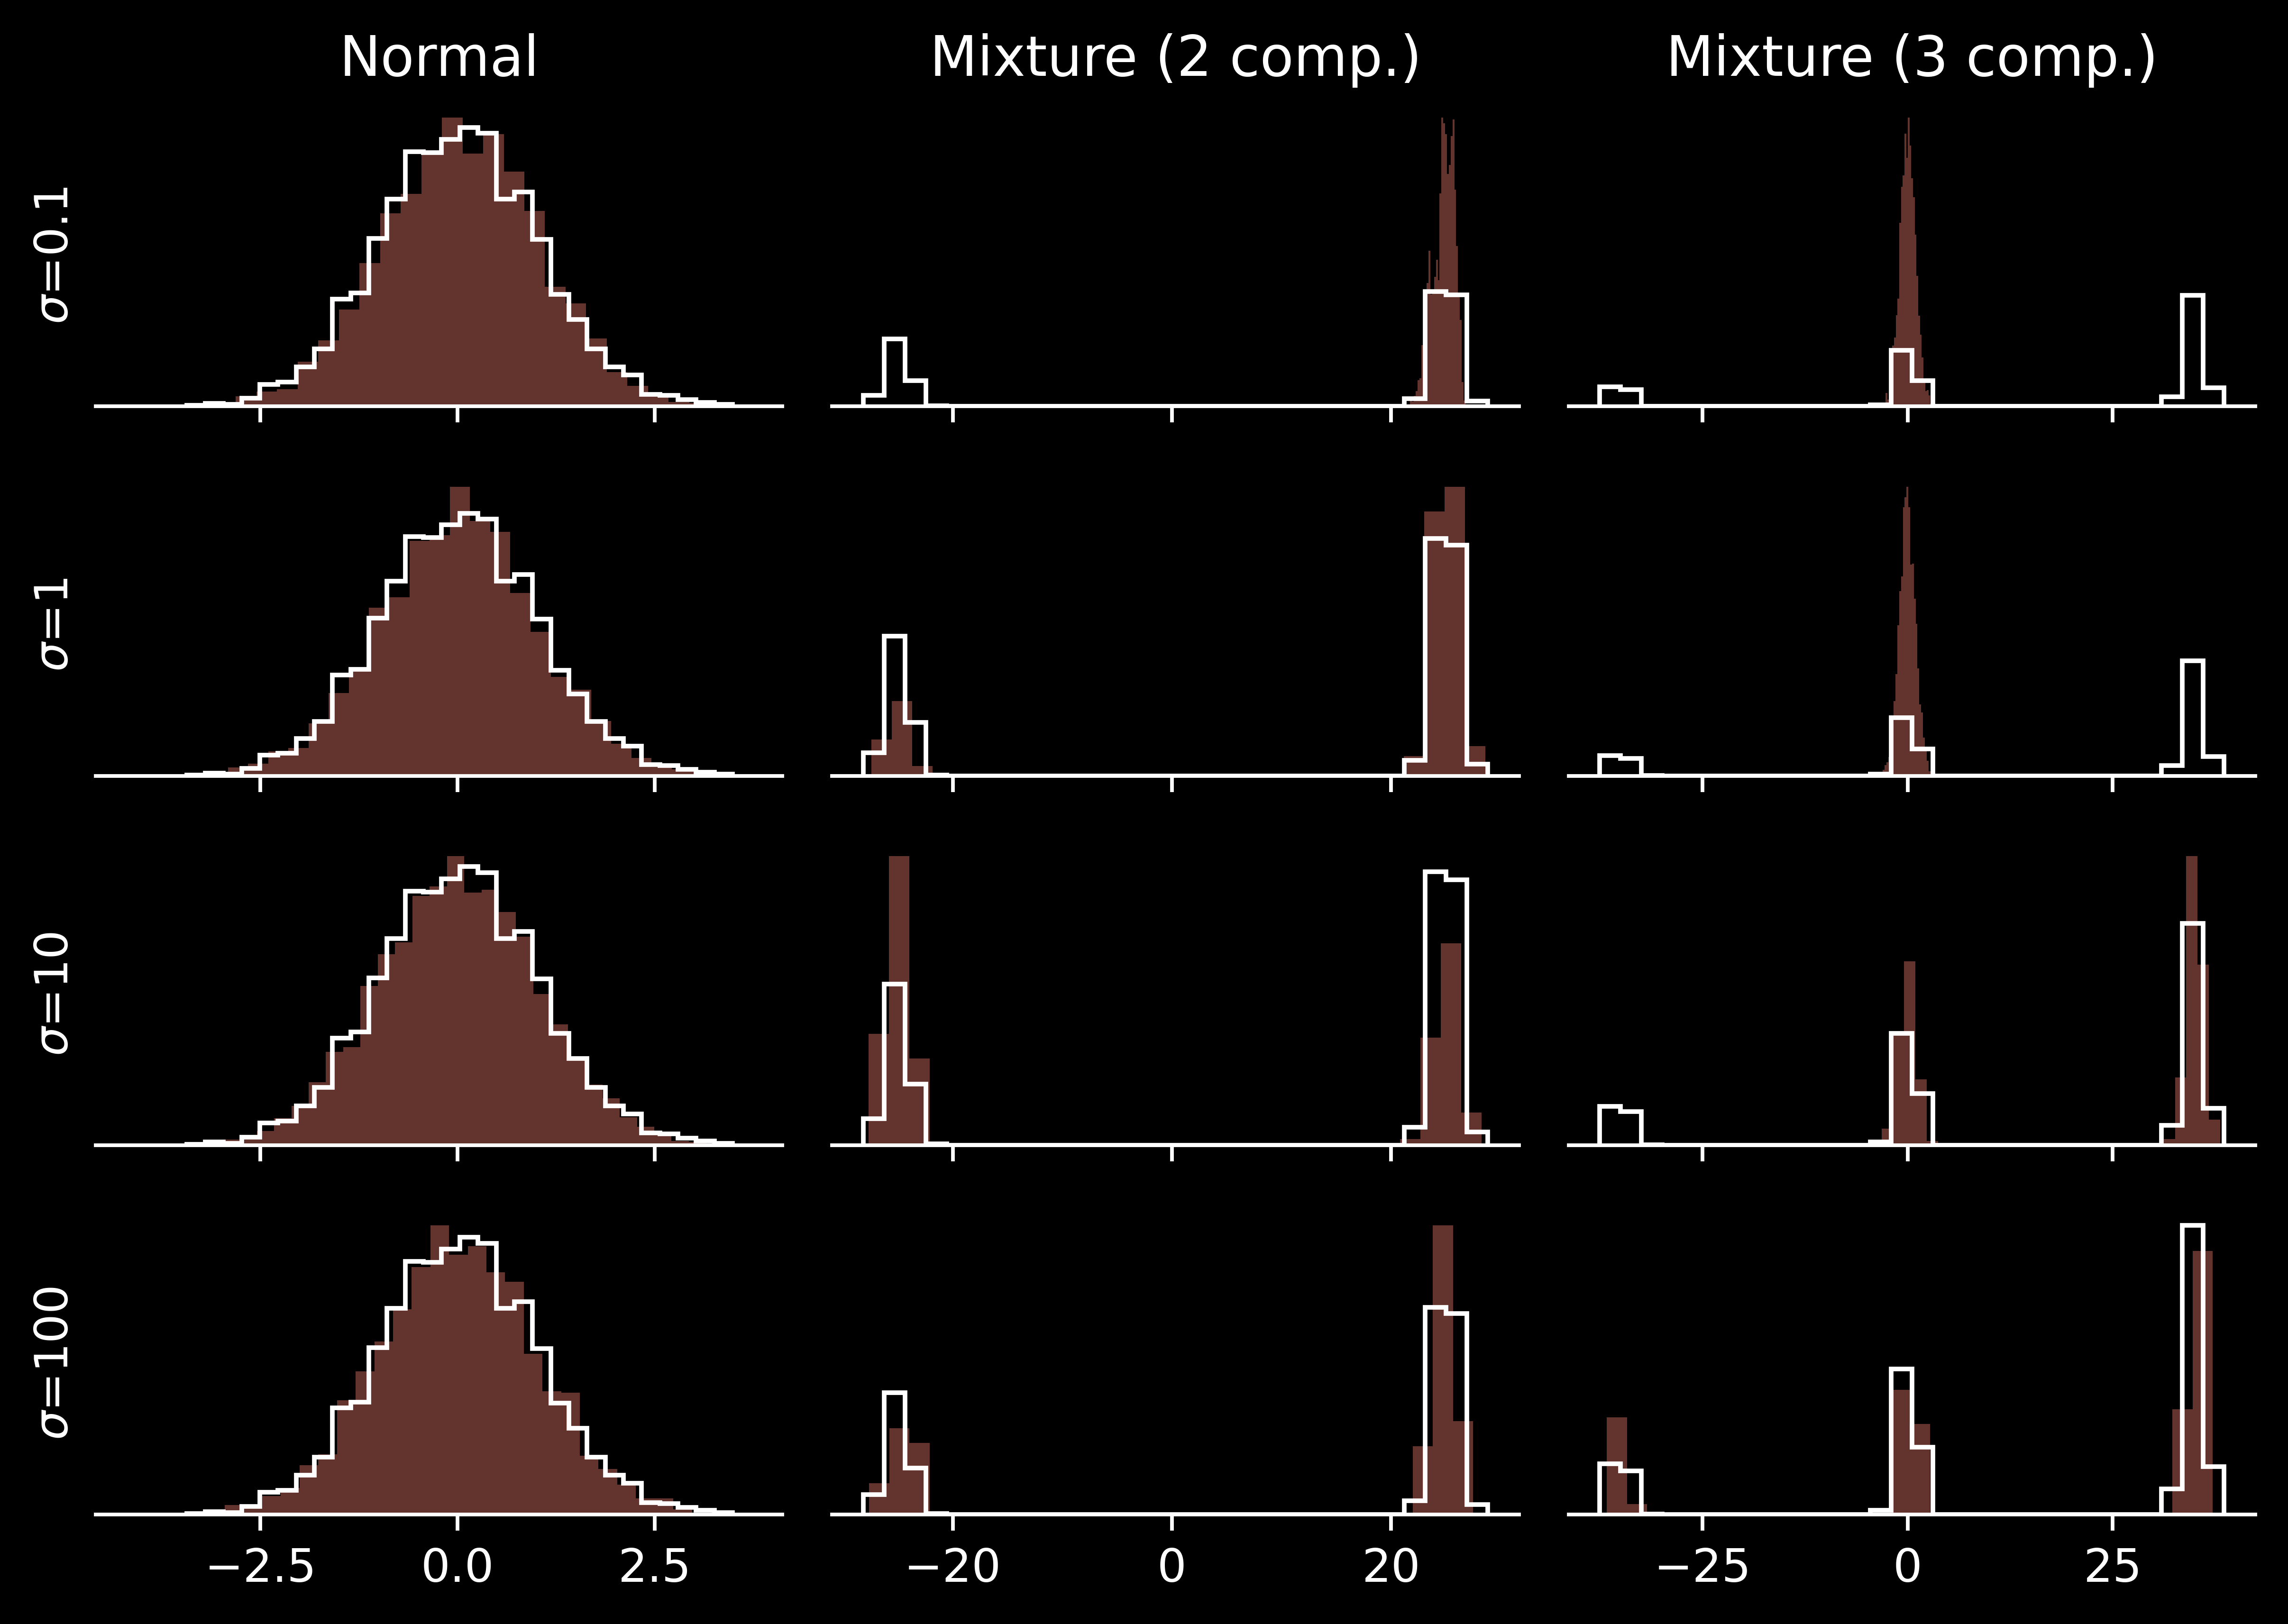 Normal
Mixture (2 comp.)
Mixture (3 comp.)
σ=0.1
σ=1
σ=10
σ=100
−2.5 0.0 2.5
−20 0 20
−25 0 25